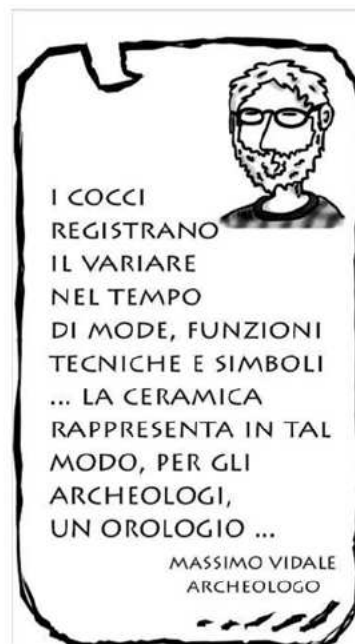 I COCCI
REGISTRANO
IL VARIARE
NEL TEMPO
DI MODE, FUNZIONI
TECNICHE E SIMBOLI
... LA CERAMICA
RAPPRESENTA IN TAL
MODO, PER GLI
ARCHEOLOGI,
UN OROLOGIO ...
MASSIMO VIDALE
ARCHEOLOGO